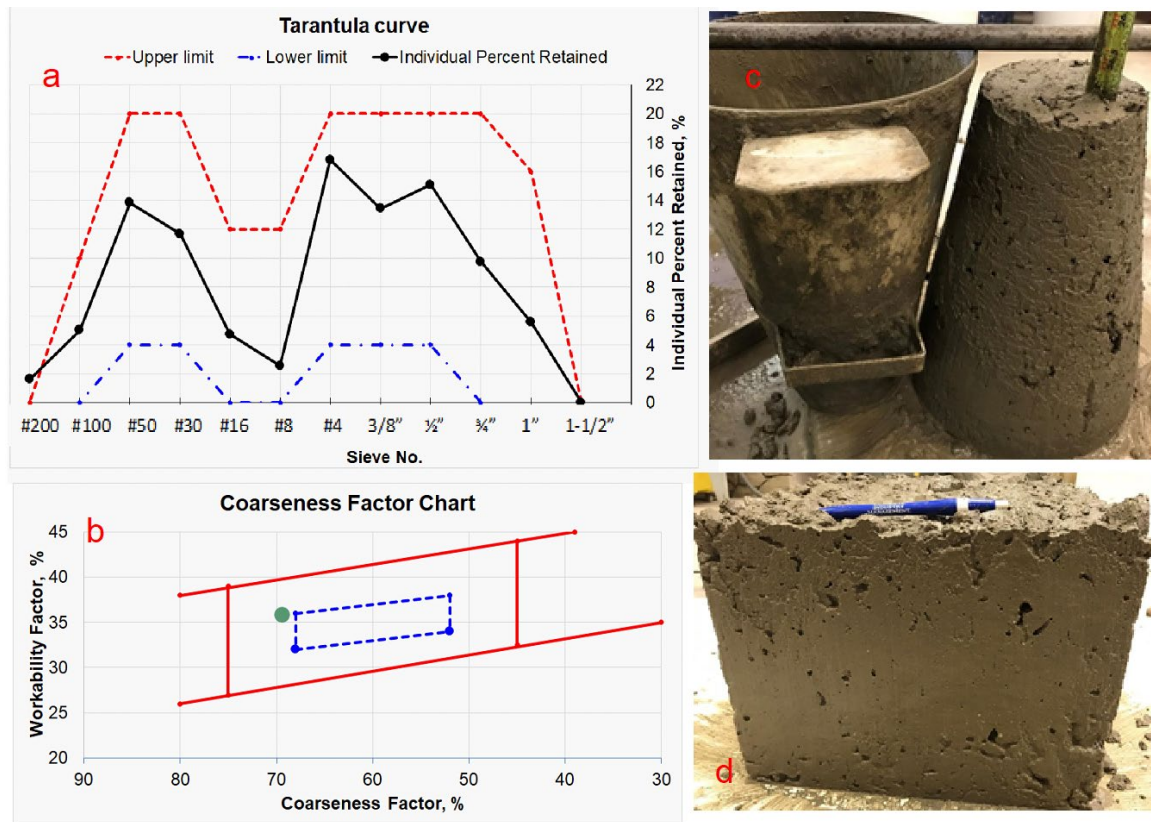 Tarantula curve
Upper limit Lower limit Individual Percent Retained
a
22
20
18
16
14
12
10
8
6
4
2
0
Individual Percent Retained, %
#200 #100 #50 #30 #16 #8 #4 3/8” ½” ¾” 1” 1-1/2”
Sieve No.
b
Coarseness Factor Chart
45
40
35
30
25
20
Workability Factor, %
90 80 70 60 50 40 30
Coarseness Factor, %
c
d